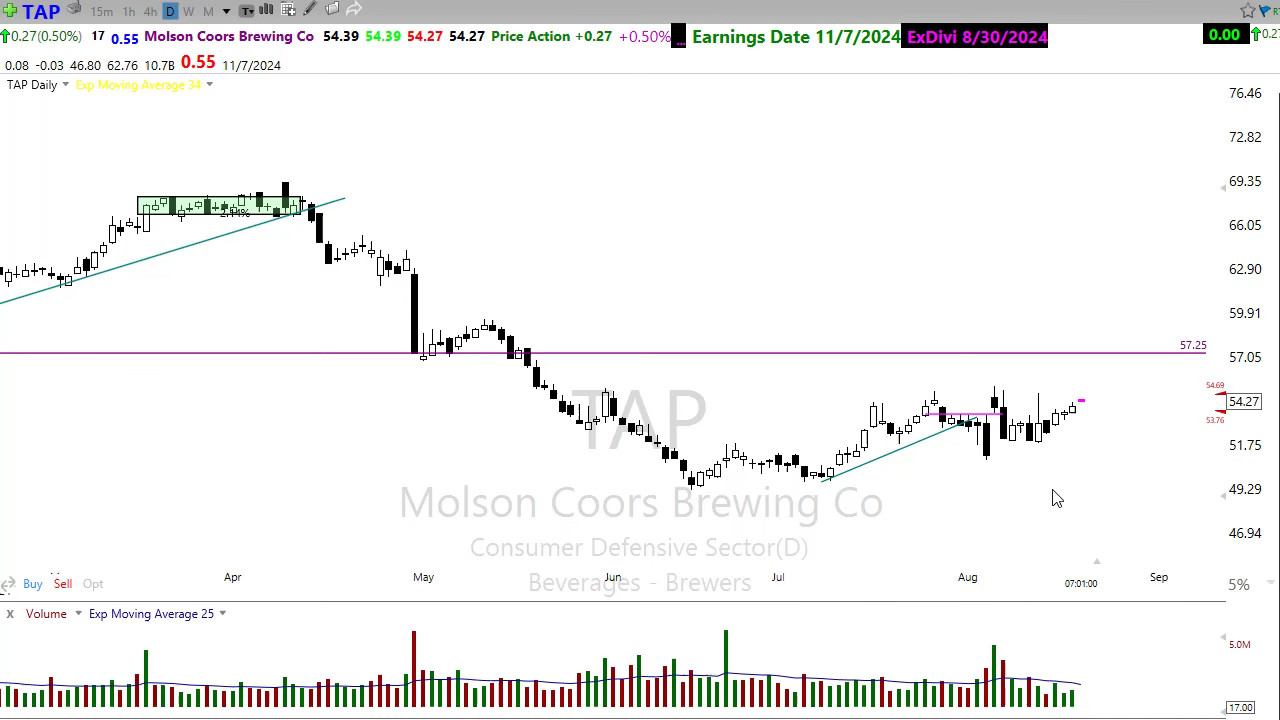 TAP 15m 1h 4h D W M T
0.27(0.50%) 17 0.55 Molson Coors Brewing Co 54.39 54.39 54.27 54.27 Price Action +0.27 +0.50% ... Earnings Date 11/7/2024 ExDivi 8/30/2024 0.00
0.08 -0.03 46.80 62.76 10.7B 0.55 11/7/2024
TAP Daily Exp Moving Average 34
76.46
72.82
69.35
66.05
62.90
59.91
57.25
57.05
54.69
54.27
53.76
51.75
49.29
46.94
2.14%
TAP
Molson Coors Brewing Co
Consumer Defensive Sector(D)
Beverages - Brewers
Apr May Jun Jul Aug Sep
07:01:00
Buy Sell Opt
5%
X Volume Exp Moving Average 25
5.0M
17.00